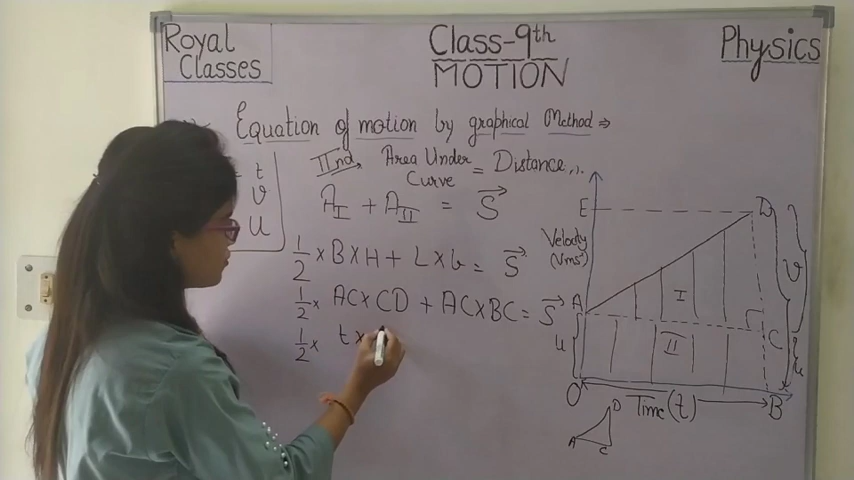 Royal
Classes
Class-9th
MOTION
Physics
Equation of motion by graphical Method ⇒
t
v
u
IInd
Area Under
Curve
= Distance
A_I + A_II = S⃗
1/2 × B × H + L × b = S⃗
1/2 × AC × CD + AC × BC = S⃗
1/2 × t ×
E
D
Velocity
(Vms⁻¹)
A
I
II
C
u
v
O
Time (t)
B
D
A
C